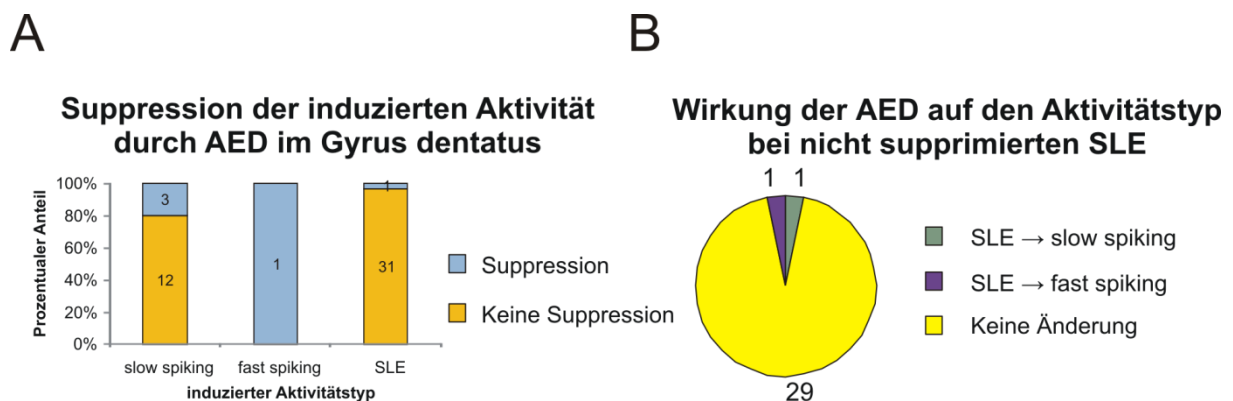 A
Suppression der induzierten Aktivität
durch AED im Gyrus dentatus
Prozentualer Anteil
100%
80%
60%
40%
20%
0%
3
12
1
1
31
slow spiking
fast spiking
SLE
induzierter Aktivitätstyp
Suppression
Keine Suppression
B
Wirkung der AED auf den Aktivitätstyp
bei nicht supprimierten SLE
1
1
29
SLE → slow spiking
SLE → fast spiking
Keine Änderung